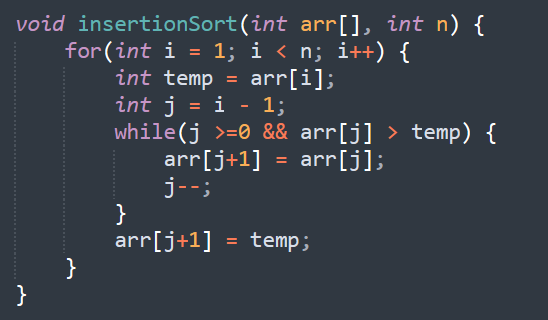 void insertionSort(int arr[], int n) {
    for(int i = 1; i < n; i++) {
        int temp = arr[i];
        int j = i - 1;
        while(j >=0 && arr[j] > temp) {
            arr[j+1] = arr[j];
            j--;
        }
        arr[j+1] = temp;
    }
}